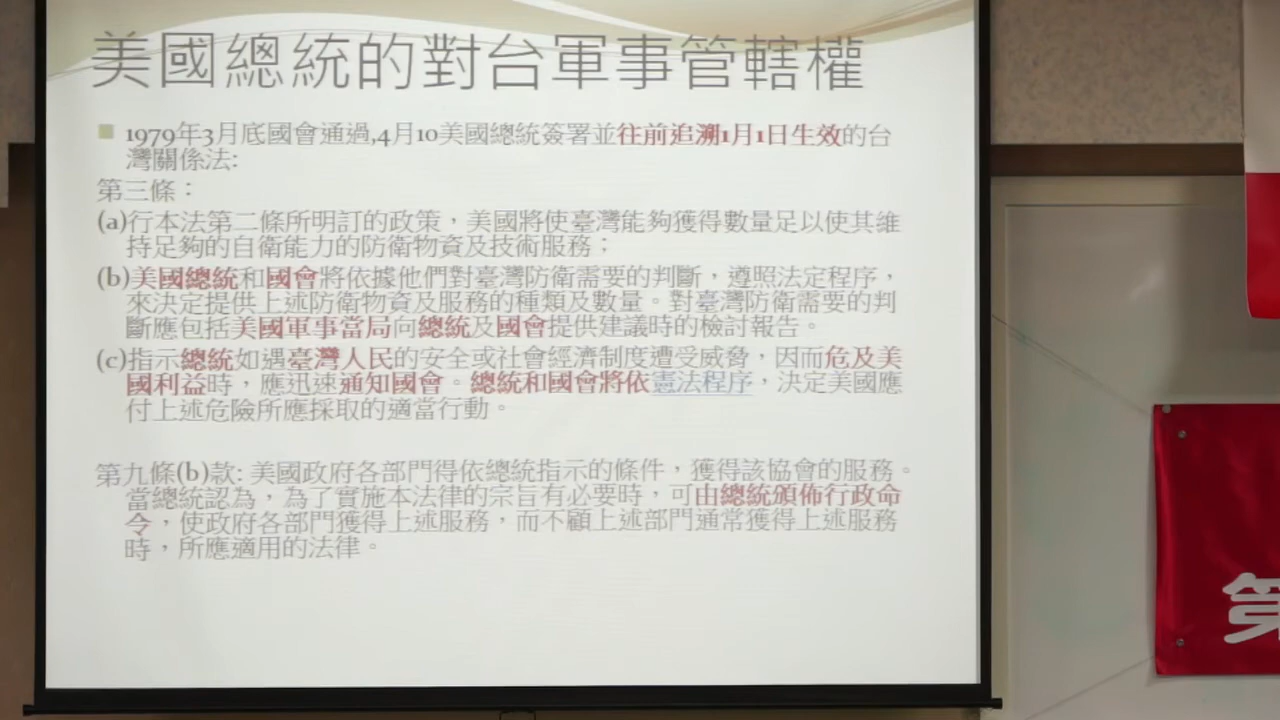 美國總統的對台軍事管轄權
1979年3月底國會通過,4月10美國總統簽署並往前追溯1月1日生效的台
灣關係法:
第三條：
(a)行本法第二條所明訂的政策，美國將使臺灣能夠獲得數量足以使其維
持足夠的自衛能力的防衛物資及技術服務；
(b)美國總統和國會將依據他們對臺灣防衛需要的判斷，遵照法定程序，
來決定提供上述防衛物資及服務的種類及數量。對臺灣防衛需要的判
斷應包括美國軍事當局向總統及國會提供建議時的檢討報告。
(c)指示總統如遇臺灣人民的安全或社會經濟制度遭受威脅，因而危及美
國利益時，應迅速通知國會。總統和國會將依憲法程序，決定美國應
付上述危險所應採取的適當行動。
第九條(b)款: 美國政府各部門得依總統指示的條件，獲得該協會的服務。
當總統認為，為了實施本法律的宗旨有必要時，可由總統頒佈行政命
令，使政府各部門獲得上述服務，而不顧上述部門通常獲得上述服務
時，所應適用的法律。
第